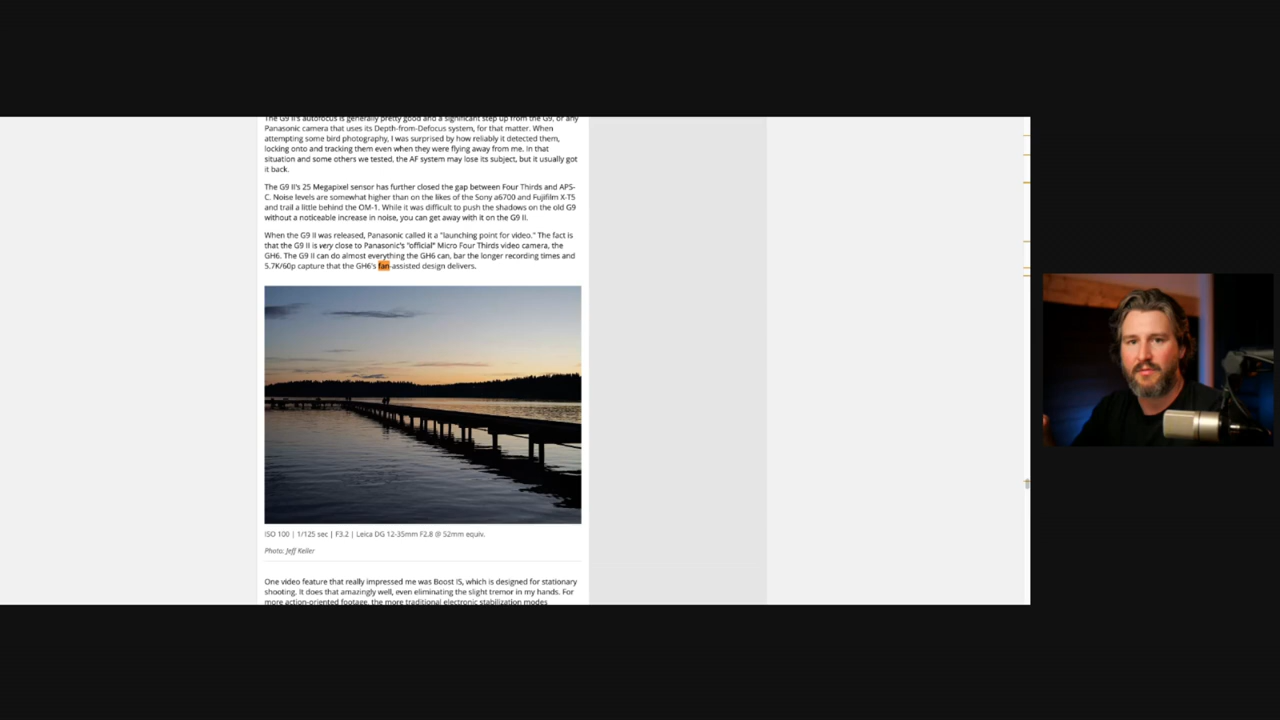 The G9 II's autofocus is generally pretty good and a significant step up from the G9, or any
Panasonic camera that uses its Depth-from-Defocus system, for that matter. When
attempting some bird photography, I was surprised by how reliably it detected them,
locking onto and tracking them even when they were flying away from me. In that
situation and some others we tested, the AF system may lose its subject, but it usually got
it back.
The G9 II's 25 Megapixel sensor has further closed the gap between Four Thirds and APS-
C. Noise levels are somewhat higher than on the likes of the Sony a6700 and Fujifilm X-T5
and trail a little behind the OM-1. While it was difficult to push the shadows on the old G9
without a noticeable increase in noise, you can get away with it on the G9 II.
When the G9 II was released, Panasonic called it a "launching point for video." The fact is
that the G9 II is very close to Panasonic's "official" Micro Four Thirds video camera, the
GH6. The G9 II can do almost everything the GH6 can, bar the longer recording times and
5.7K/60p capture that the GH6's fan-assisted design delivers.
ISO 100 | 1/125 sec | F3.2 | Leica DG 12-35mm F2.8 @ 52mm equiv.
Photo: Jeff Keller
One video feature that really impressed me was Boost IS, which is designed for stationary
shooting. It does that amazingly well, even eliminating the slight tremor in my hands. For
more action-oriented footage, the more traditional electronic stabilization modes